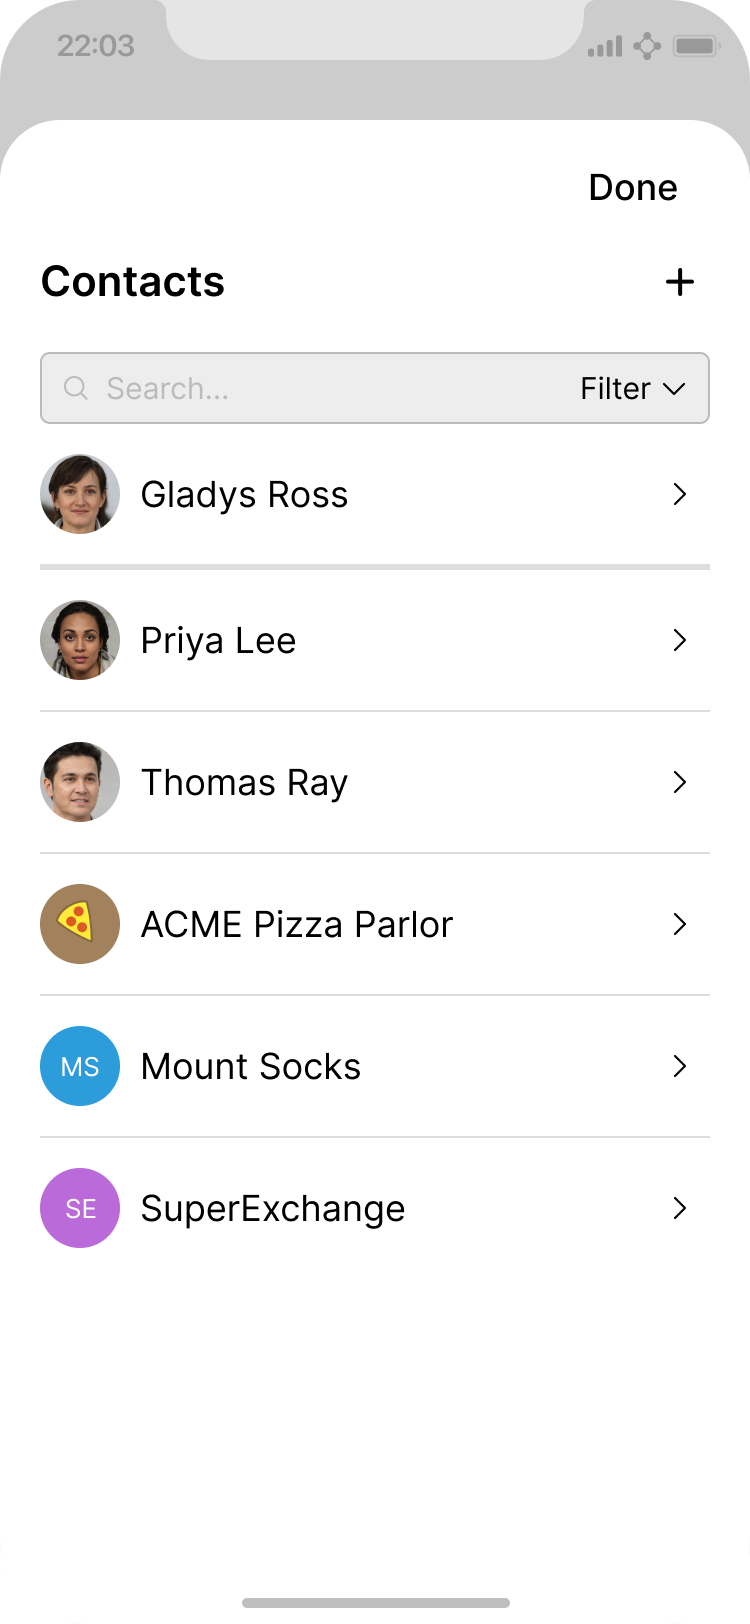 22:03
Done
Contacts
Search...
Filter
Gladys Ross
Priya Lee
Thomas Ray
ACME Pizza Parlor
MS
Mount Socks
SE
SuperExchange